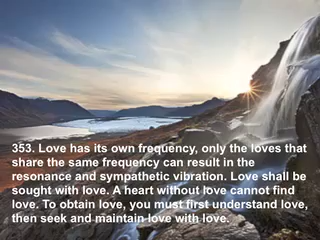 353. Love has its own frequency, only the loves that
share the same frequency can result in the
resonance and sympathetic vibration. Love shall be
sought with love. A heart without love cannot find
love. To obtain love, you must first understand love,
then seek and maintain love with love.